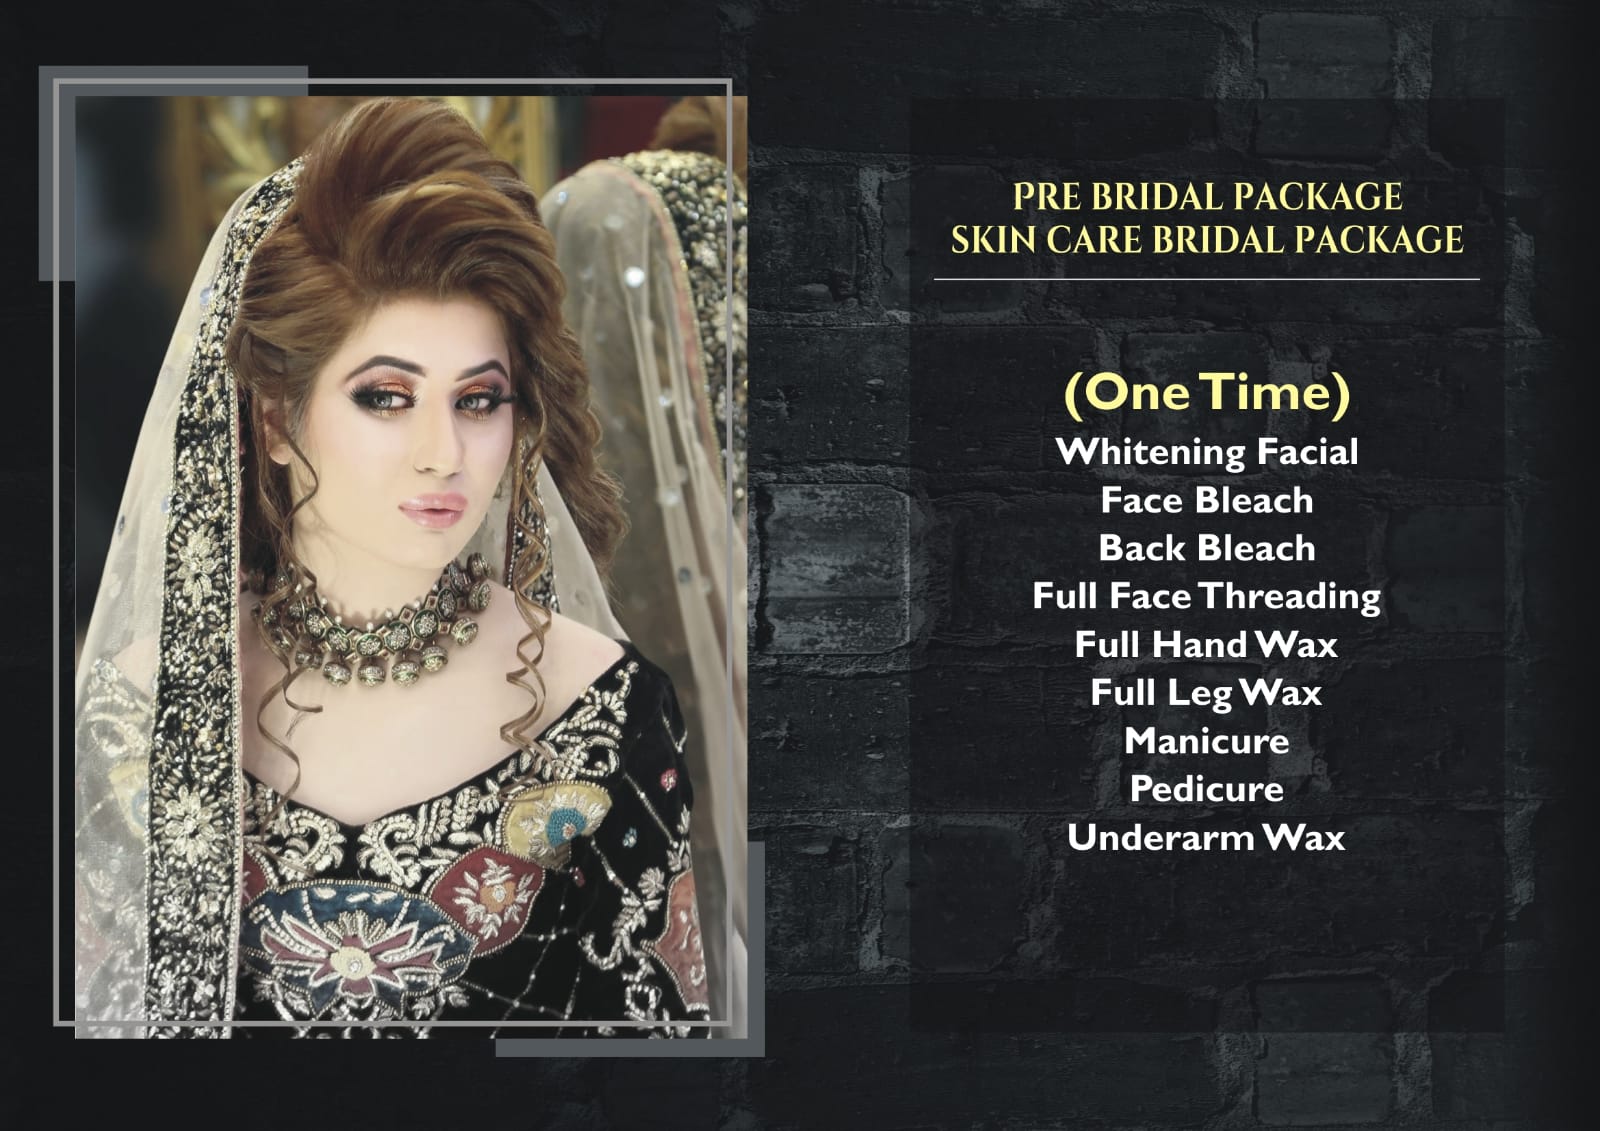 PRE BRIDAL PACKAGE
SKIN CARE BRIDAL PACKAGE
(One Time)
Whitening Facial
Face Bleach
Back Bleach
Full Face Threading
Full Hand Wax
Full Leg Wax
Manicure
Pedicure
Underarm Wax